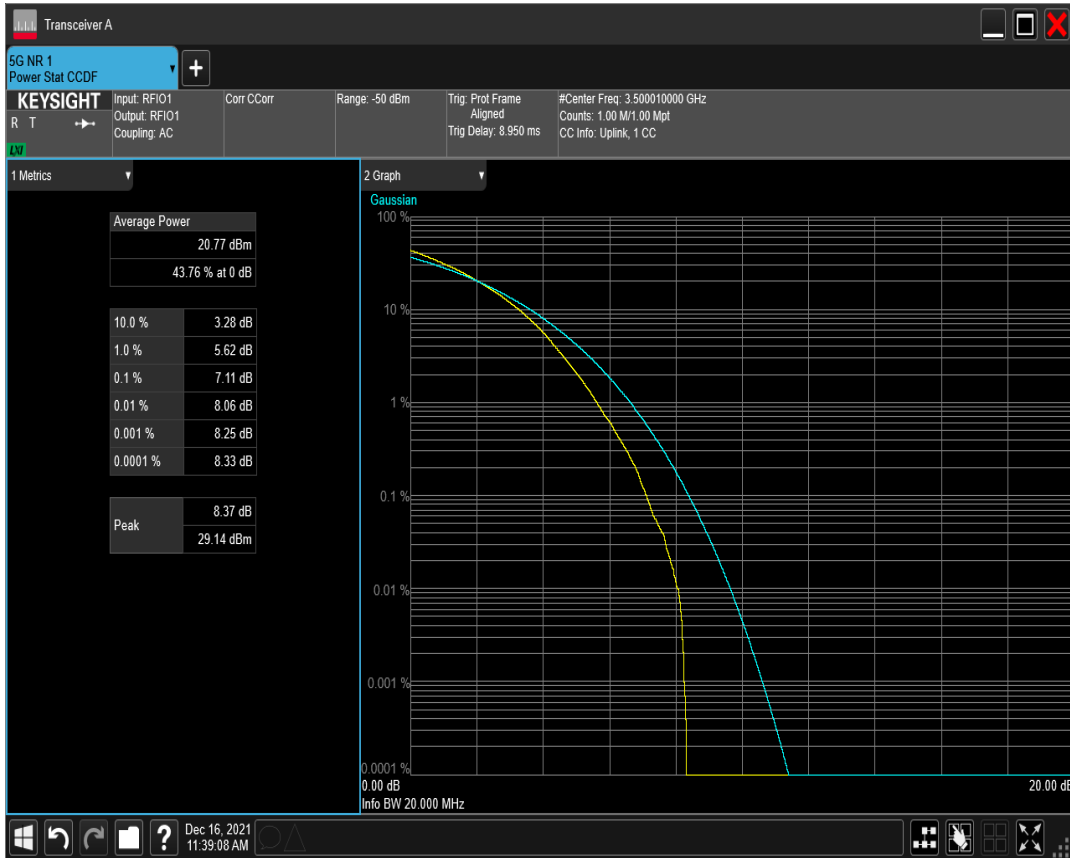 Transceiver A
5G NR 1
Power Stat CCDF
KEYSIGHT
R T
LXI
Input: RFIO1
Output: RFIO1
Coupling: AC
Corr CCorr
Range: -50 dBm
Trig: Prot Frame
Aligned
Trig Delay: 8.950 ms
#Center Freq: 3.500010000 GHz
Counts: 1.00 M/1.00 Mpt
CC Info: Uplink, 1 CC
1 Metrics
Average Power
20.77 dBm
43.76 % at 0 dB
10.0 % 3.28 dB
1.0 % 5.62 dB
0.1 % 7.11 dB
0.01 % 8.06 dB
0.001 % 8.25 dB
0.0001 % 8.33 dB
Peak
8.37 dB
29.14 dBm
2 Graph
Gaussian
100 %
10 %
1 %
0.1 %
0.01 %
0.001 %
0.0001 %
0.00 dB
20.00 dB
Info BW 20.000 MHz
?
Dec 16, 2021
11:39:08 AM